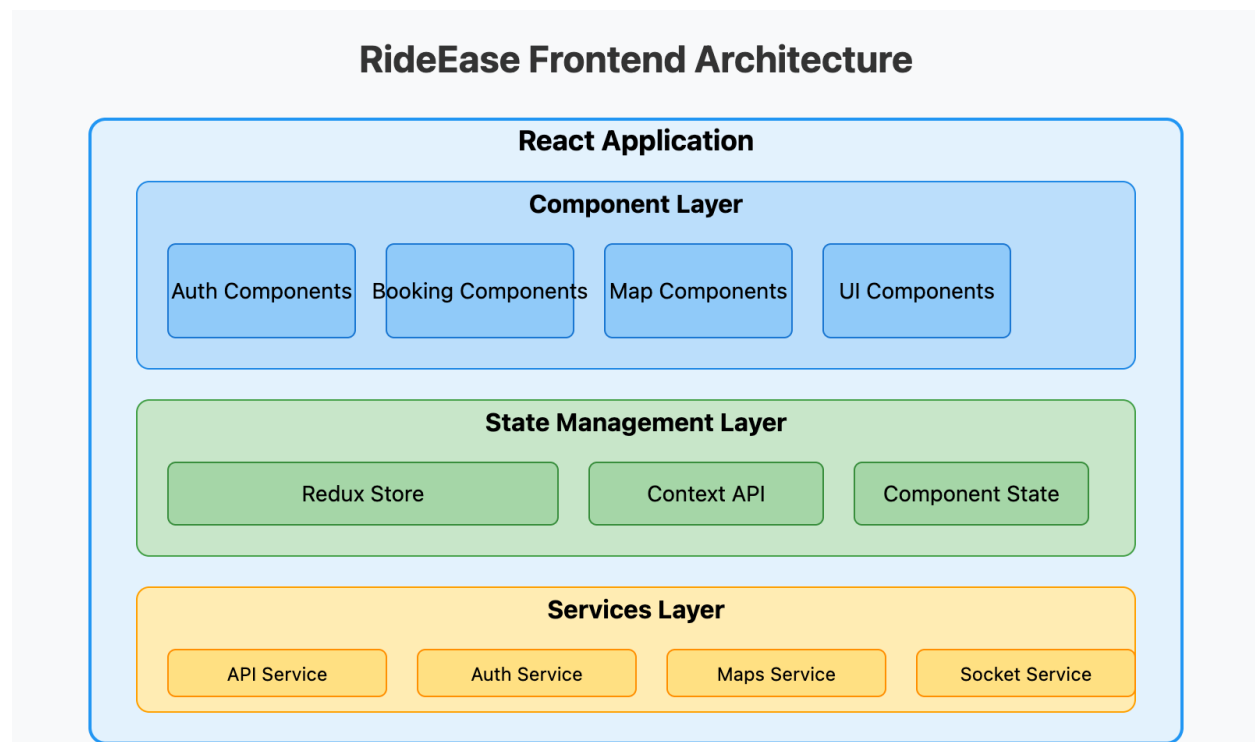 RideEase Frontend Architecture
React Application
Component Layer
Auth Components
Booking Components
Map Components
UI Components
State Management Layer
Redux Store
Context API
Component State
Services Layer
API Service
Auth Service
Maps Service
Socket Service